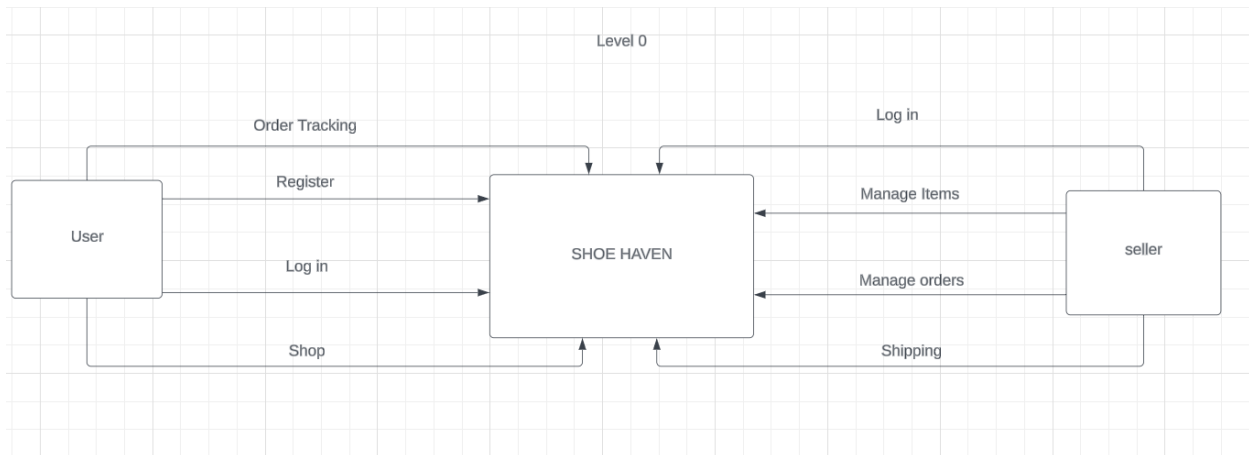 Level 0
Order Tracking
Log in
Register
Manage Items
User
SHOE HAVEN
seller
Log in
Manage orders
Shop
Shipping